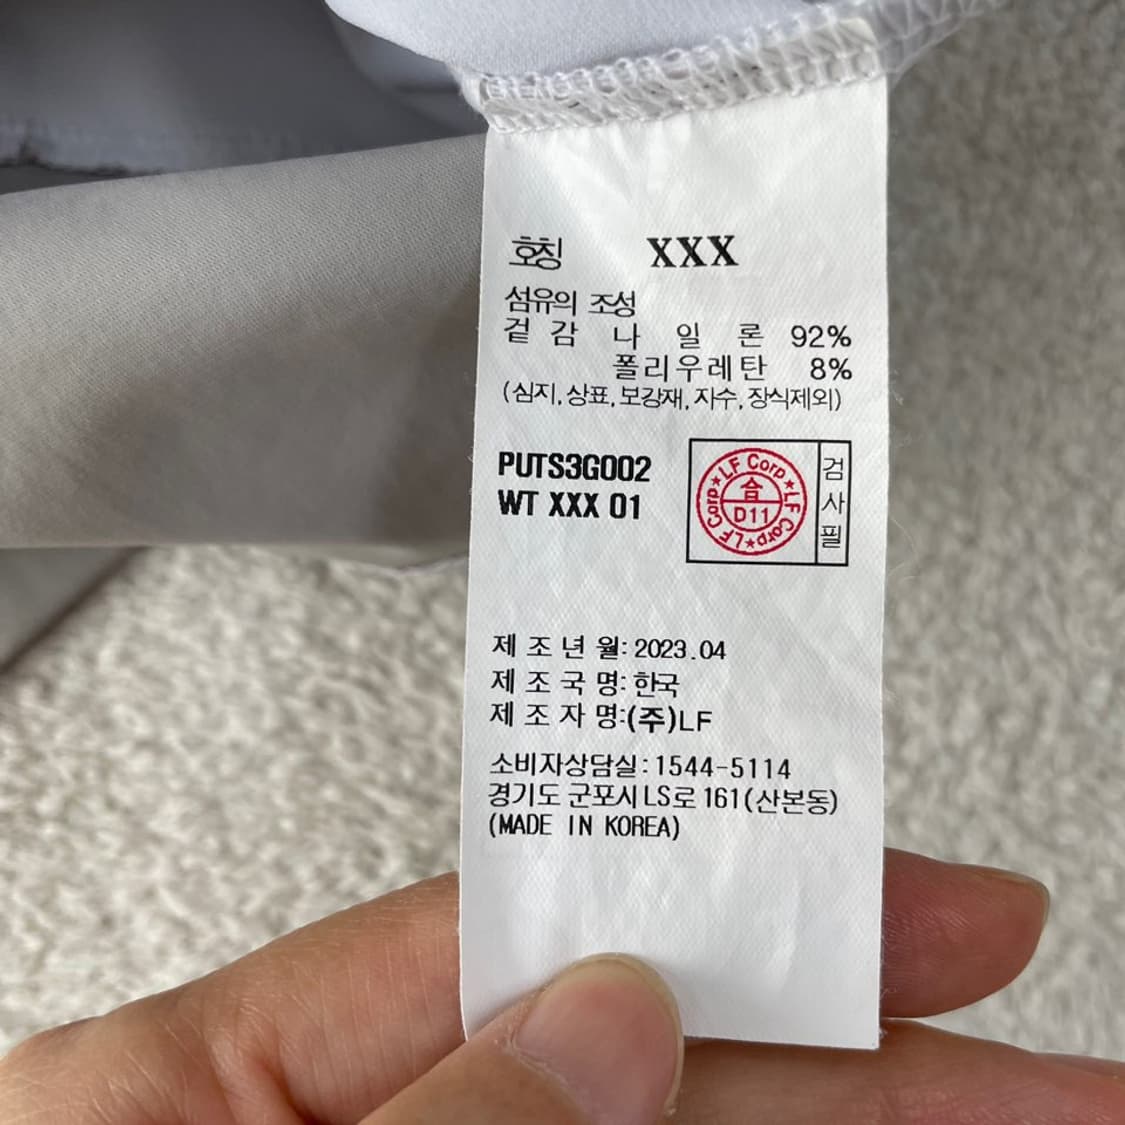 호칭 XXX
섬유의 조성
겉 감 나 일 론 92%
폴리우레탄 8%
(심지, 상표, 보강재, 자수, 장식제외)
PUTS3G002
WT XXX 01
LF Corp★LF Corp★LF Corp★
合
D11
검사필
제 조 년 월: 2023.04
제 조 국 명: 한국
제 조 자 명:(주)LF
소비자상담실: 1544-5114
경기도 군포시 LS로 161(산본동)
(MADE IN KOREA)